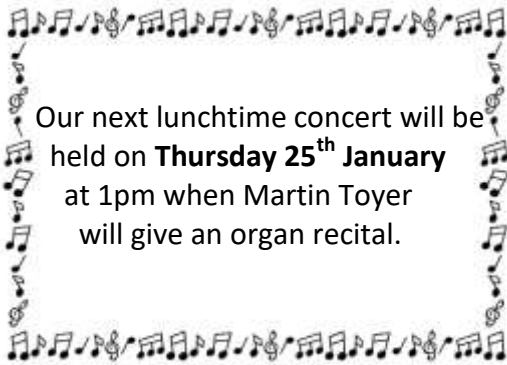 Our next lunchtime concert will be
held on Thursday 25th January
at 1pm when Martin Toyer
will give an organ recital.